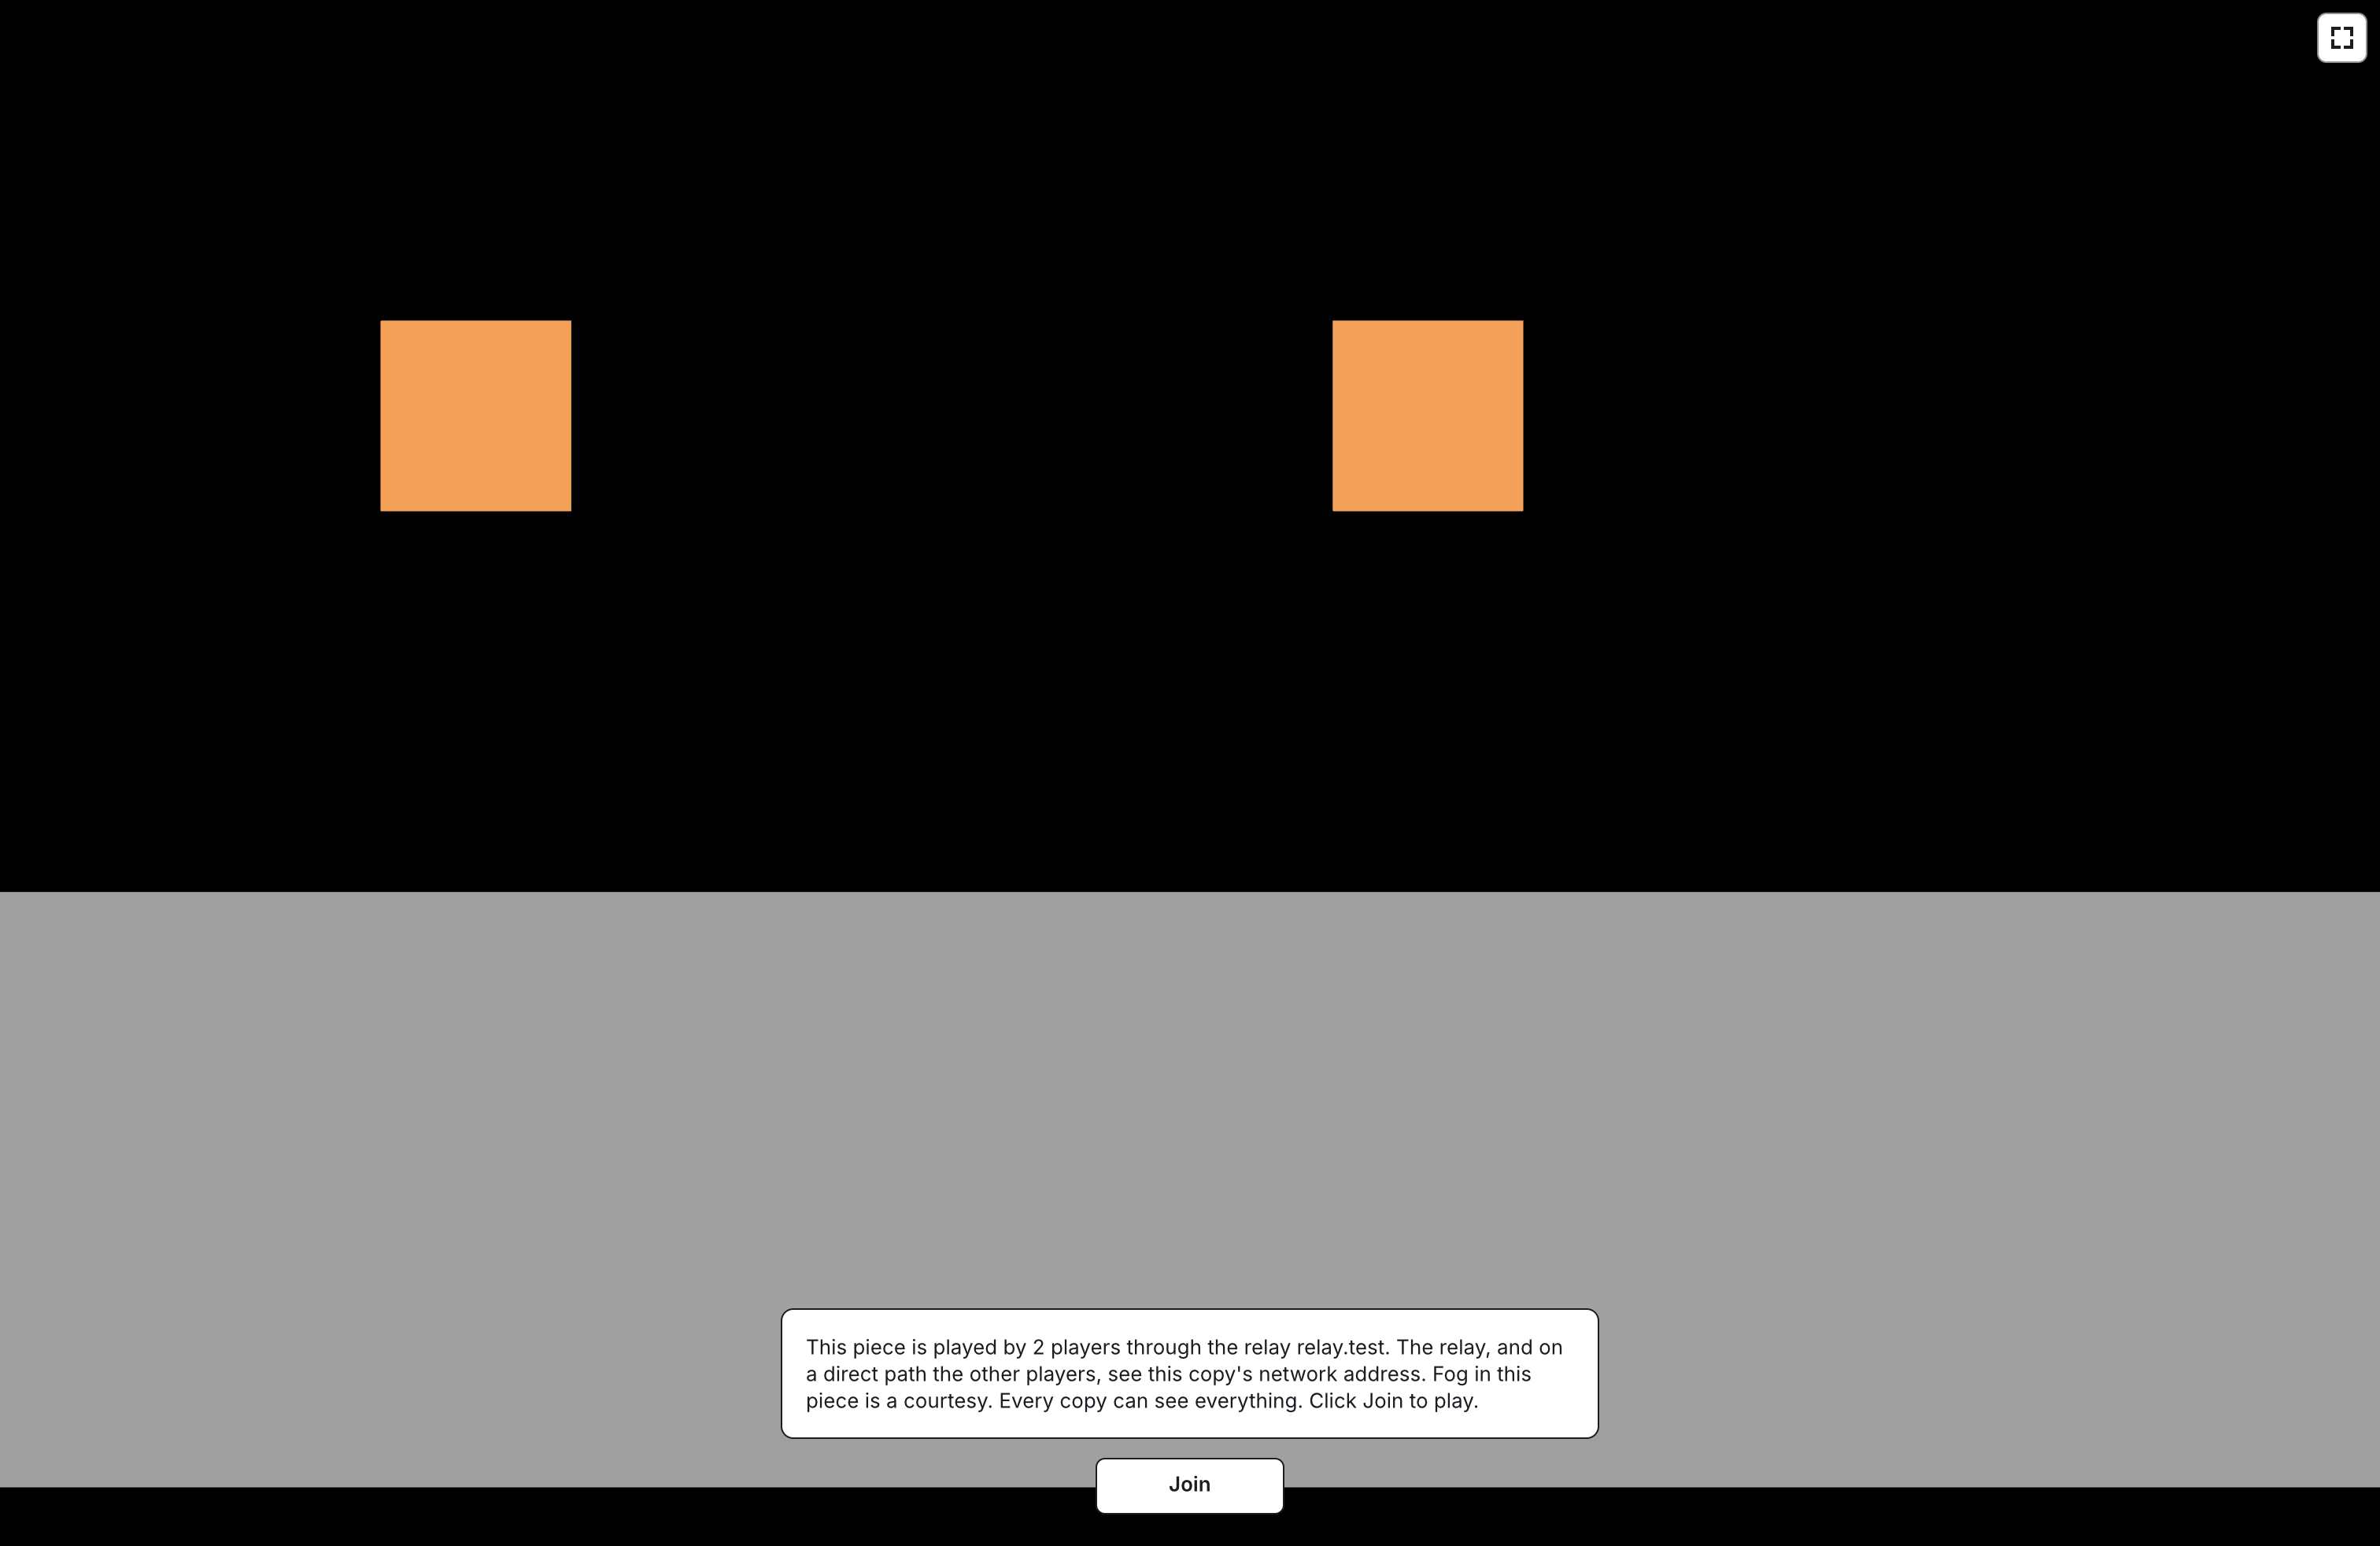 This piece is played by 2 players through the relay relay.test. The relay, and on
a direct path the other players, see this copy's network address. Fog in this
piece is a courtesy. Every copy can see everything. Click Join to play.
Join